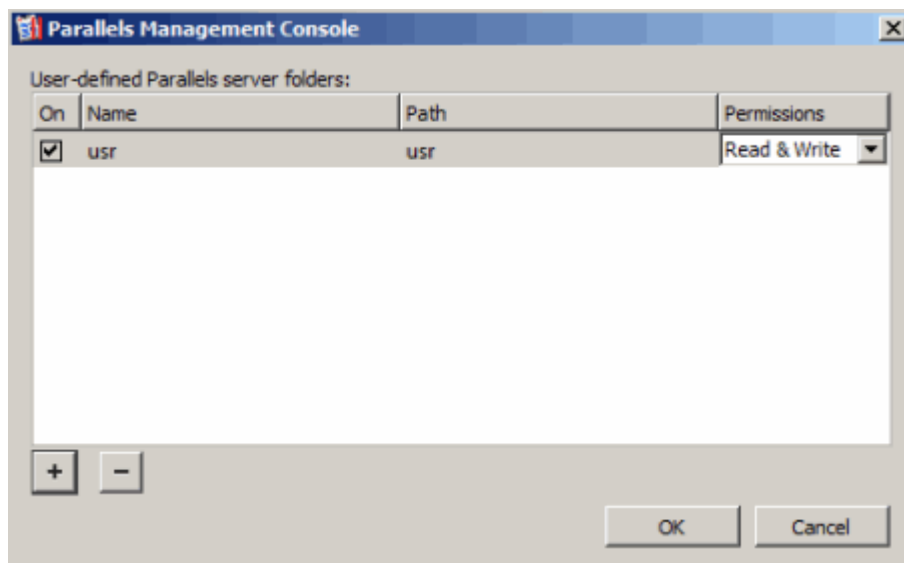 Parallels Management Console
User-defined Parallels server folders:
On Name Path Permissions
usr usr Read & Write
+ −
OK Cancel